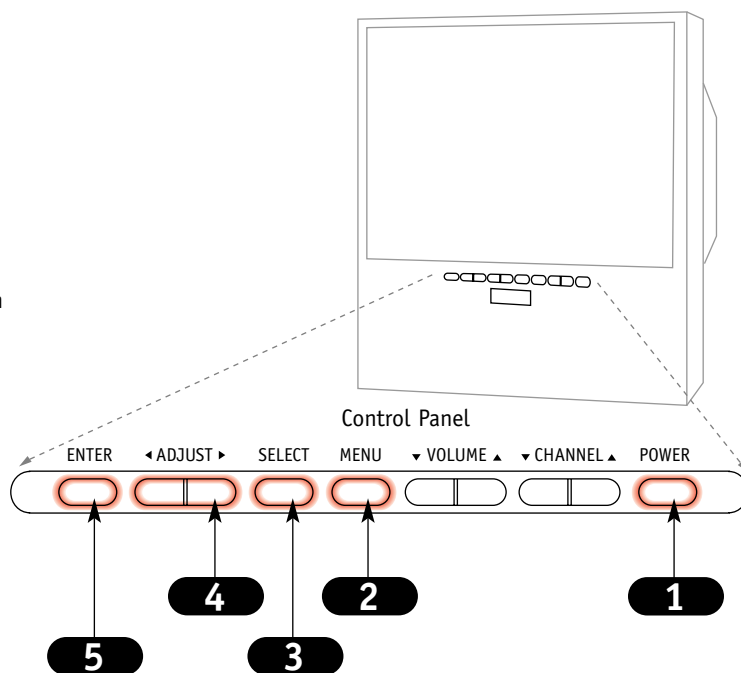 Control Panel
ENTER ◂ ADJUST ▸ SELECT MENU ▾ VOLUME ▴ ▾ CHANNEL ▴ POWER
4 2 1
5 3